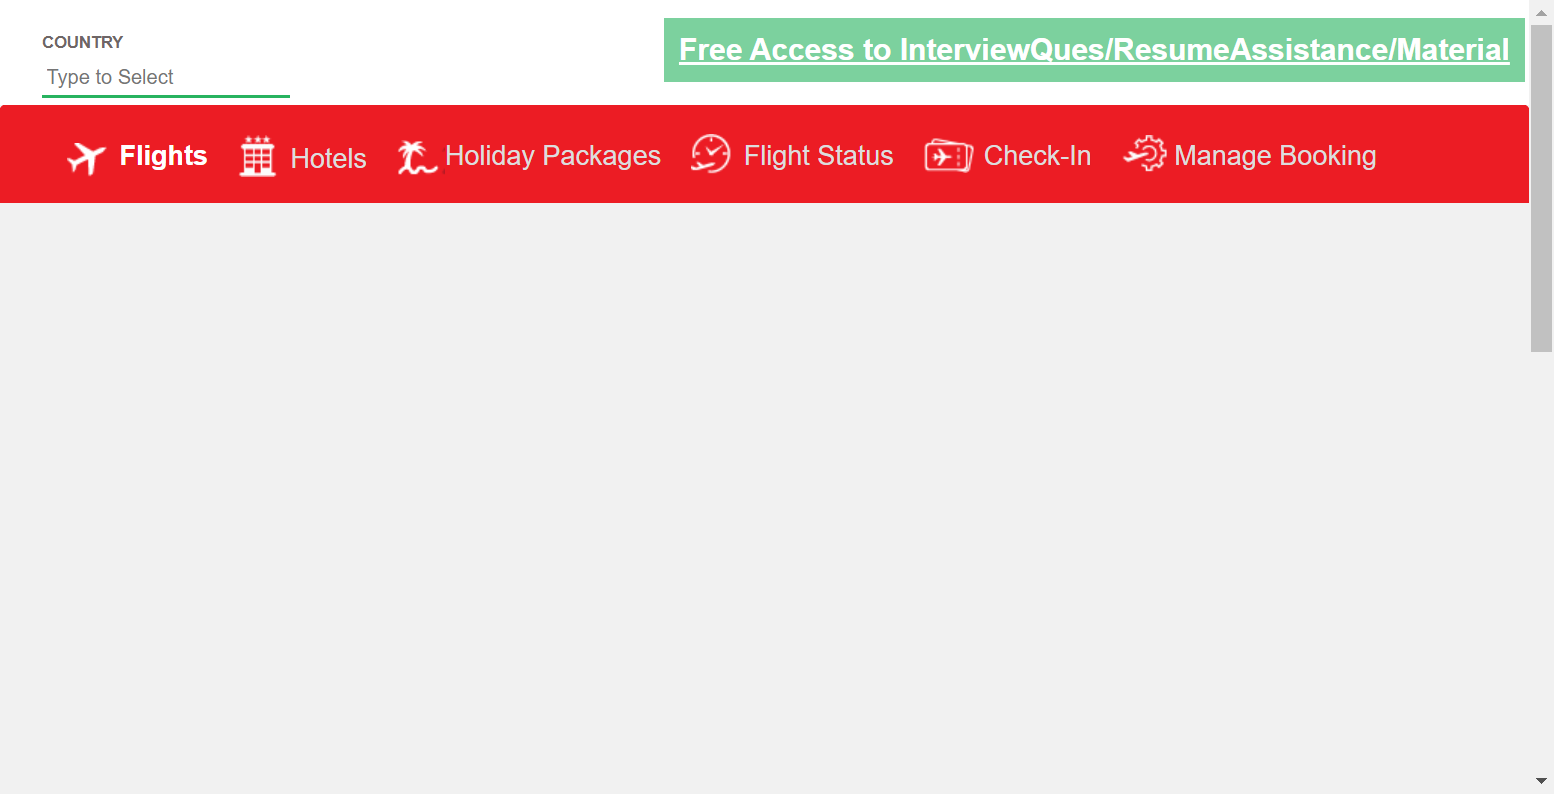 COUNTRY
Type to Select
Free Access to InterviewQues/ResumeAssistance/Material
Flights
Hotels
Holiday Packages
Flight Status
Check-In
Manage Booking